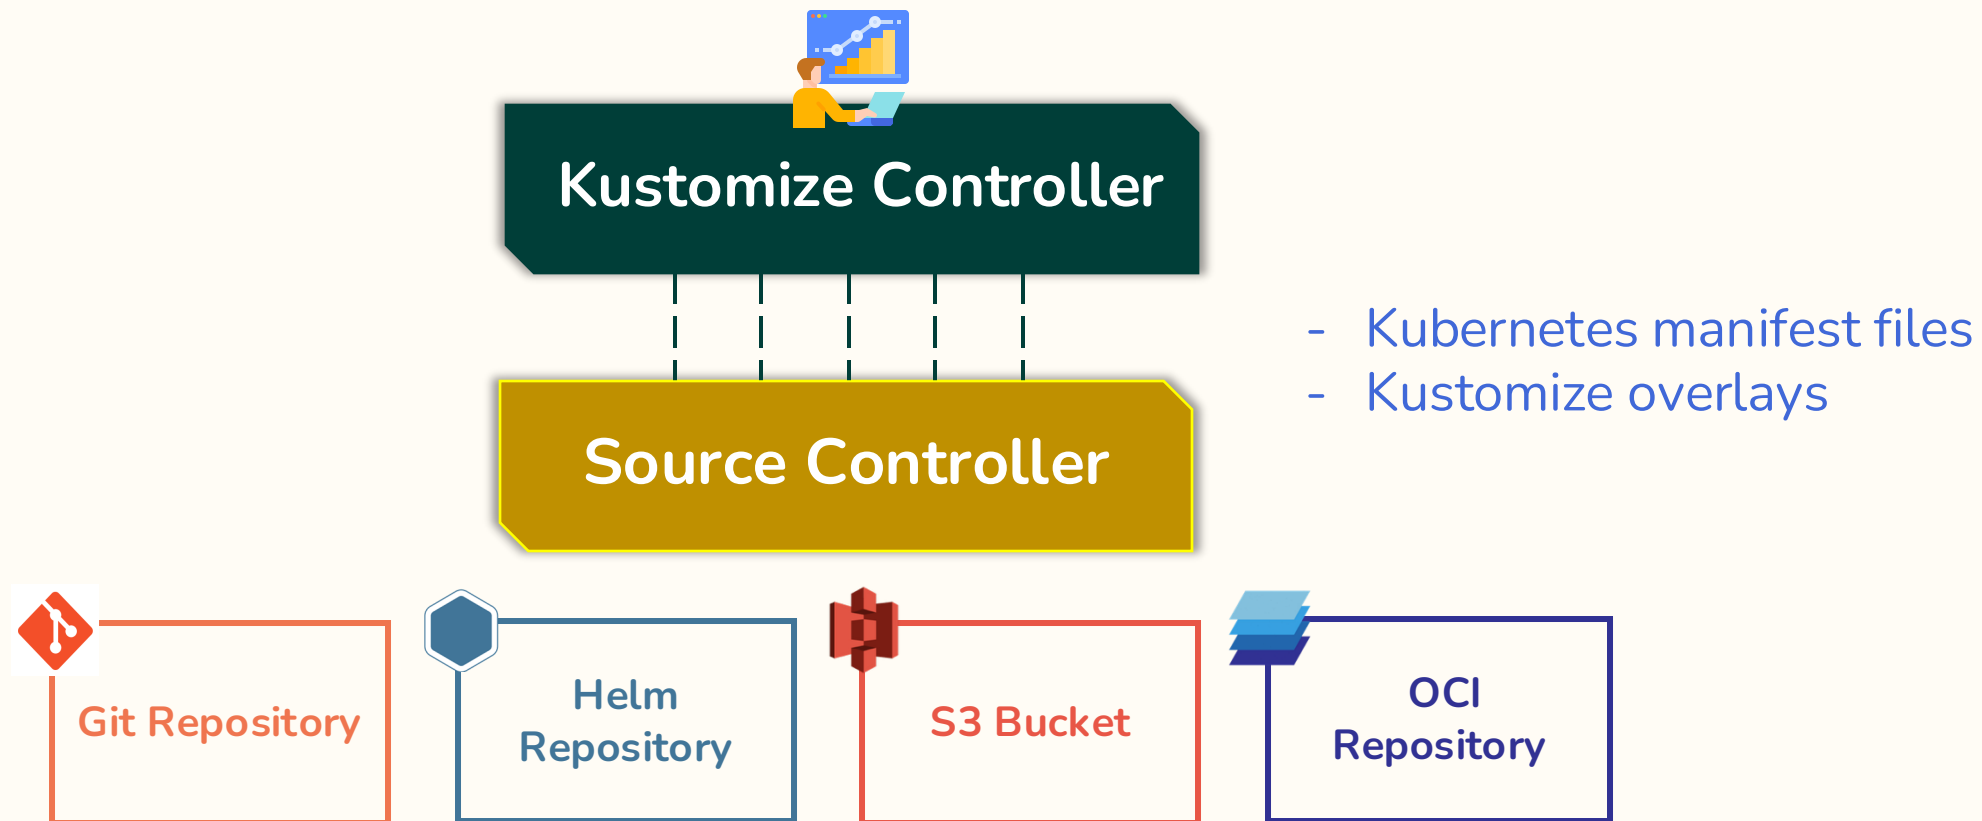 Kustomize Controller
- Kubernetes manifest files
- Kustomize overlays
Source Controller
Git Repository
Helm
Repository
S3 Bucket
OCI
Repository